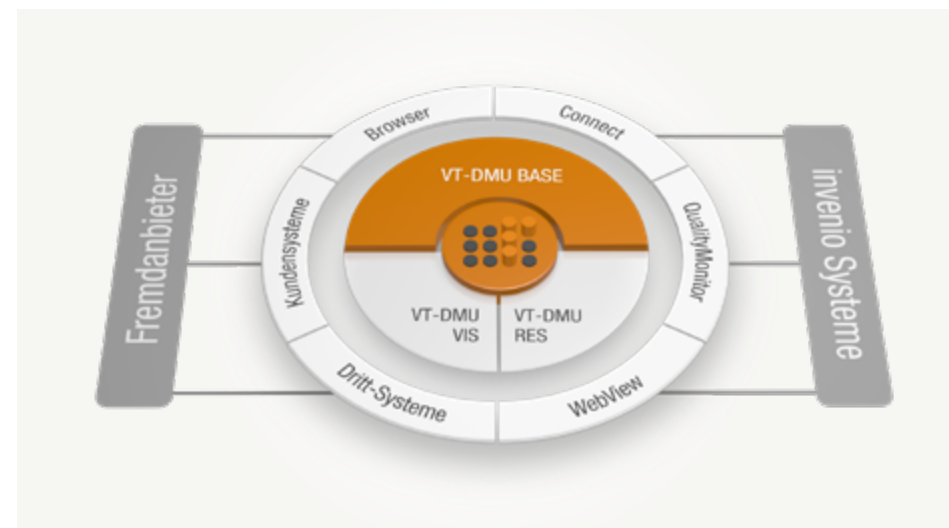 Browser
Connect
VT-DMU BASE
Fremdanbieter
Kundensysteme
QualityMonitor
invenio Systeme
VT-DMU
VIS
VT-DMU
RES
Dritt-Systeme
WebView